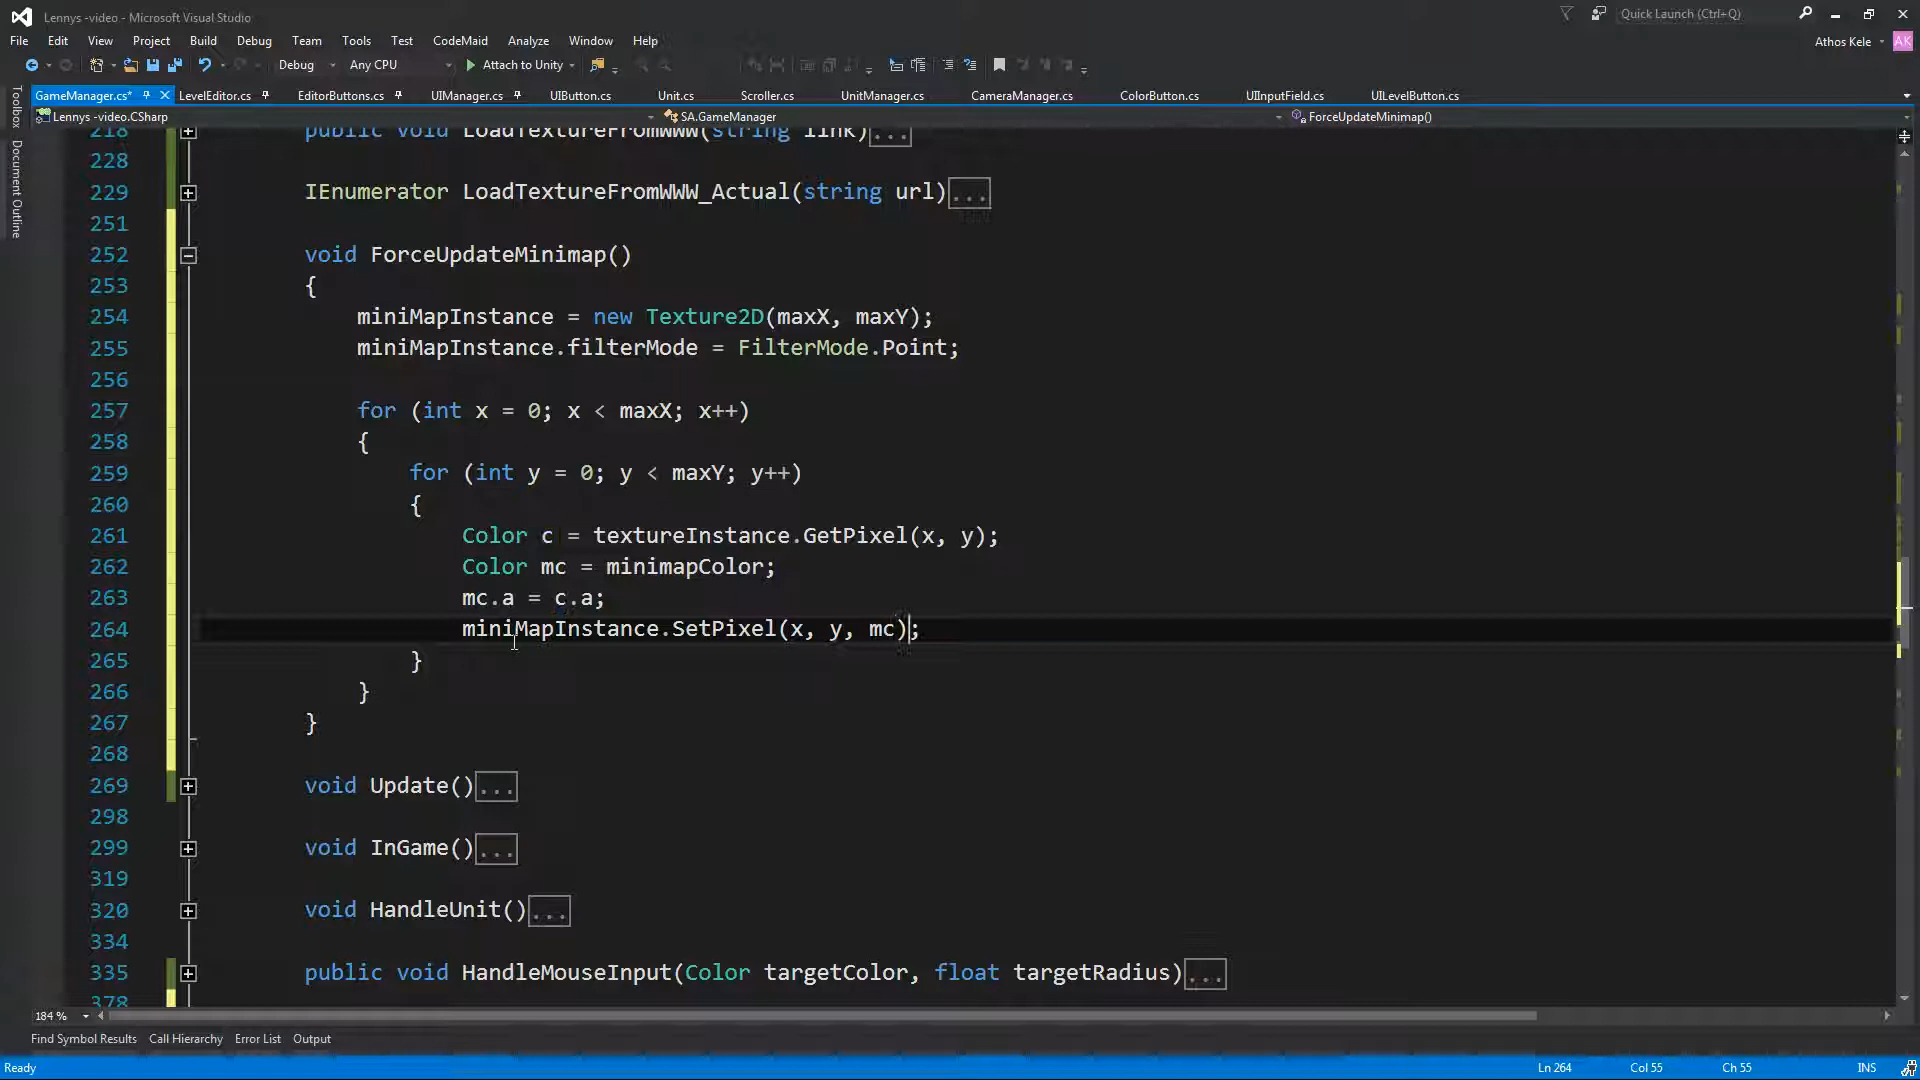 Lennys -video - Microsoft Visual Studio
Quick Launch (Ctrl+Q)
File Edit View Project Build Debug Team Tools Test CodeMaid Analyze Window Help
Athos Kele AK
Debug Any CPU Attach to Unity
GameManager.cs* LevelEditor.cs EditorButtons.cs UIManager.cs UIButton.cs Unit.cs Scroller.cs UnitManager.cs CameraManager.cs ColorButton.cs UIInputField.cs UILevelButton.cs
Lennys -video.CSharp SA.GameManager ForceUpdateMinimap()
Toolbox
Document Outline
218 public void LoadTextureFromWWW(string link)...
228
229 IEnumerator LoadTextureFromWWW_Actual(string url)...
251
252 void ForceUpdateMinimap()
253 {
254 miniMapInstance = new Texture2D(maxX, maxY);
255 miniMapInstance.filterMode = FilterMode.Point;
256
257 for (int x = 0; x < maxX; x++)
258 {
259 for (int y = 0; y < maxY; y++)
260 {
261 Color c = textureInstance.GetPixel(x, y);
262 Color mc = minimapColor;
263 mc.a = c.a;
264 miniMapInstance.SetPixel(x, y, mc);
265 }
266 }
267 }
268
269 void Update()...
298
299 void InGame()...
319
320 void HandleUnit()...
334
335 public void HandleMouseInput(Color targetColor, float targetRadius)...
378
184 %
Find Symbol Results Call Hierarchy Error List Output
Ready Ln 264 Col 55 Ch 55 INS